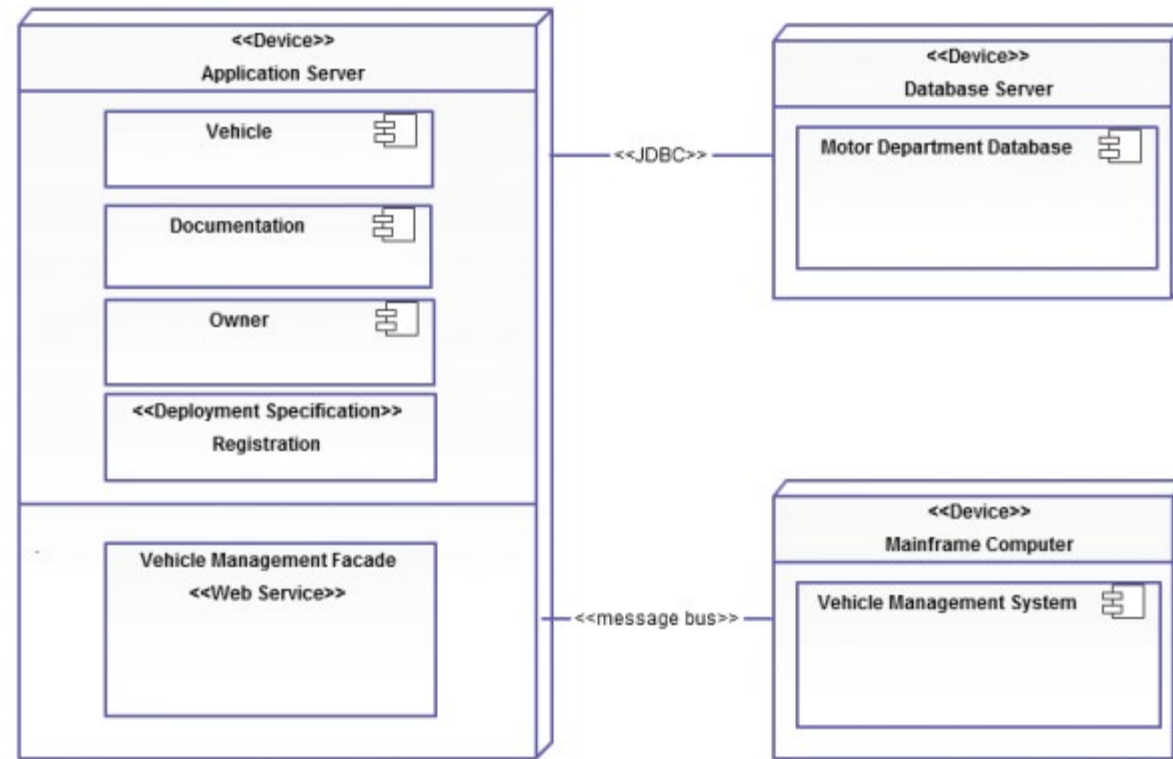 <<Device>>
Application Server
Vehicle
Documentation
Owner
<<Deployment Specification>>
Registration
Vehicle Management Facade
<<Web Service>>
<<JDBC>>
<<message bus>>
<<Device>>
Database Server
Motor Department Database
<<Device>>
Mainframe Computer
Vehicle Management System